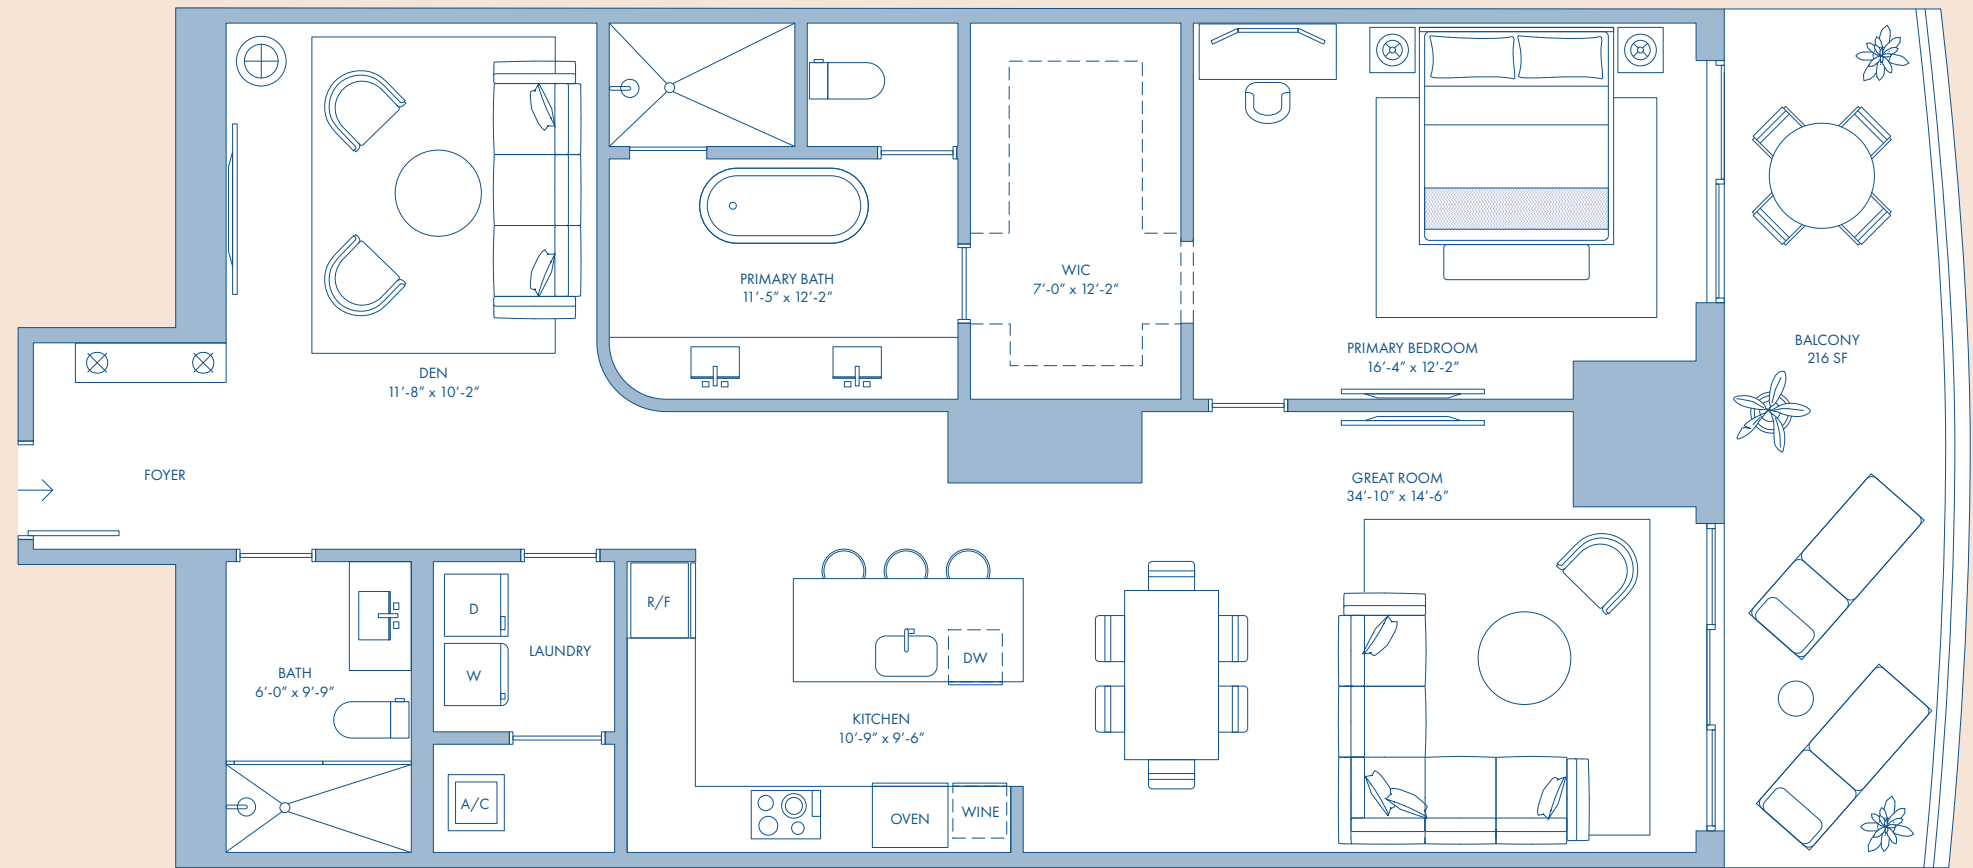 PRIMARY BATH
11'-5" x 12'-2"
WIC
7'-0" x 12'-2"
PRIMARY BEDROOM
16'-4" x 12'-2"
BALCONY
216 SF
DEN
11'-8" x 10'-2"
FOYER
GREAT ROOM
34'-10" x 14'-6"
D
R/F
LAUNDRY
W
DW
BATH
6'-0" x 9'-9"
KITCHEN
10'-9" x 9'-6"
A/C
OVEN
WINE